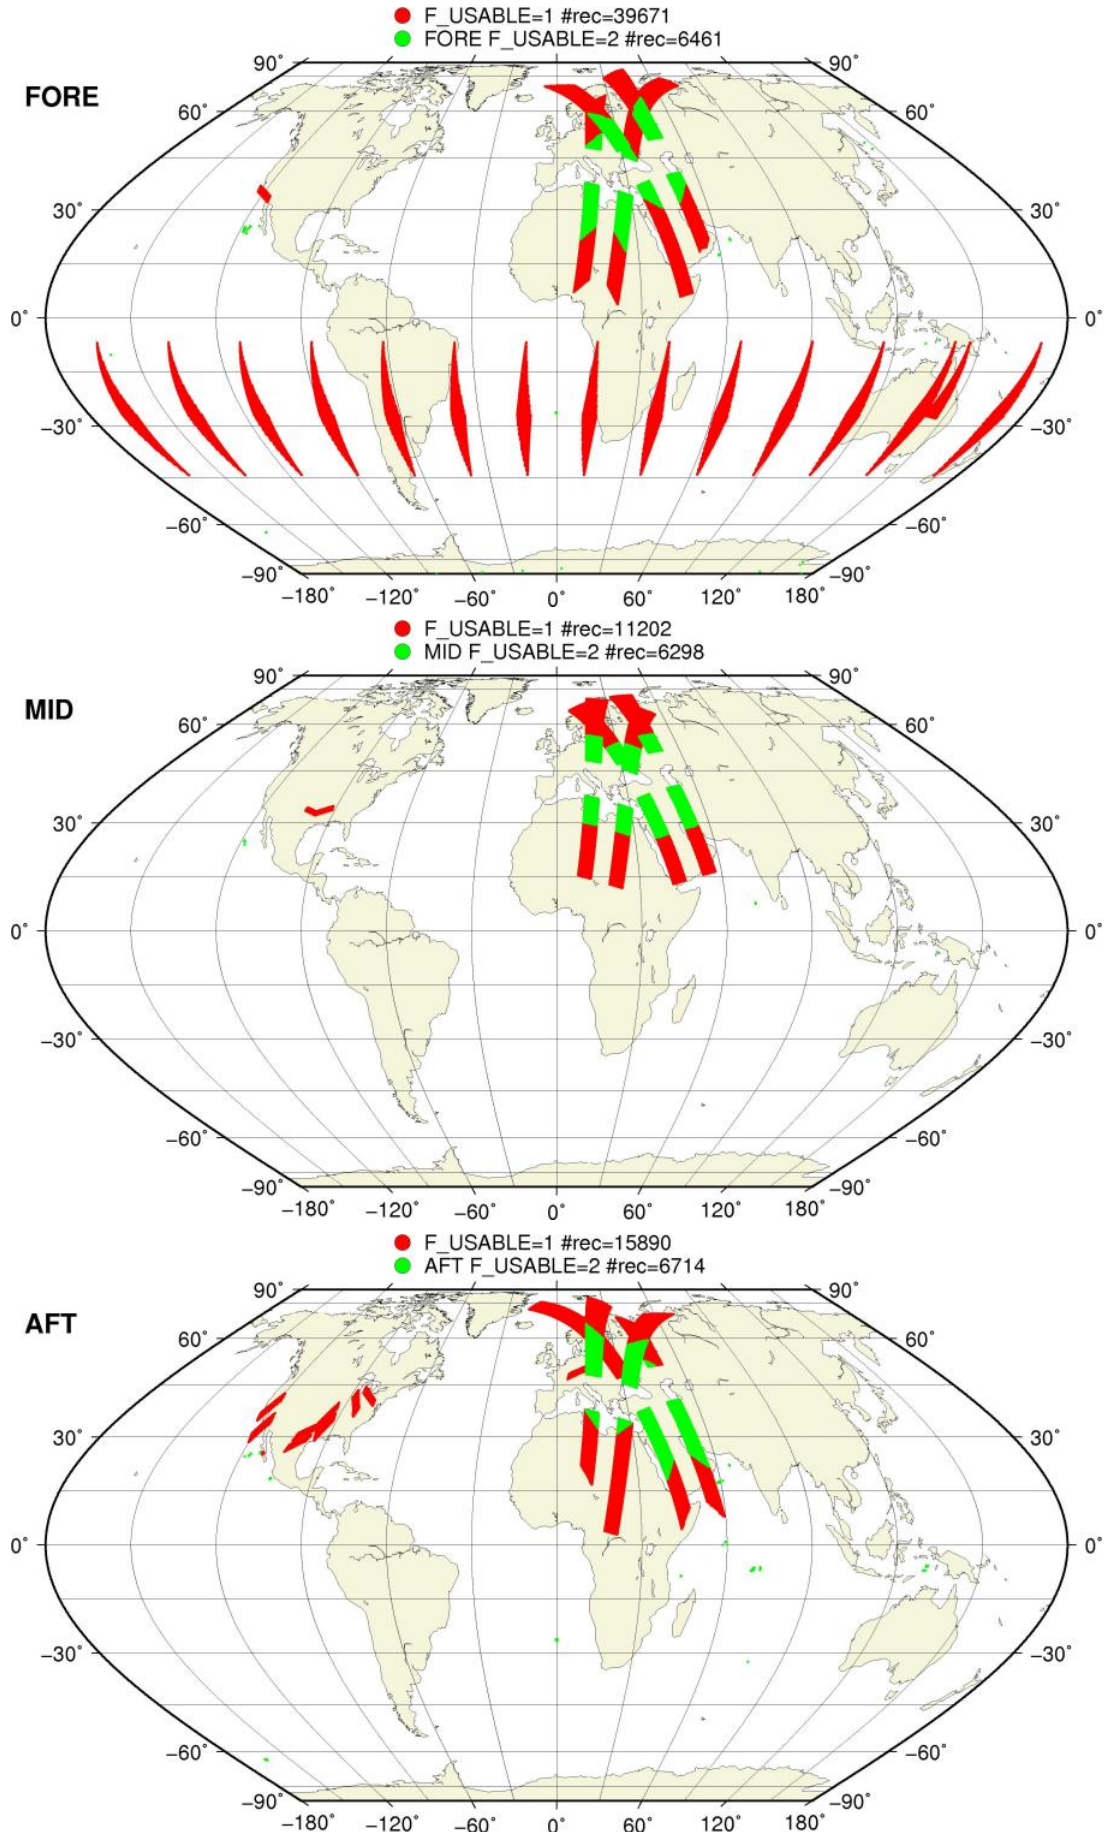 F_USABLE=1 #rec=39671
FORE F_USABLE=2 #rec=6461
FORE
90° 90°
60° 60°
30° 30°
0° 0°
−30° −30°
−60° −60°
−90° −90°
−180° −120° −60° 0° 60° 120° 180°
F_USABLE=1 #rec=11202
MID F_USABLE=2 #rec=6298
MID
90° 90°
60° 60°
30° 30°
0° 0°
−30° −30°
−60° −60°
−90° −90°
−180° −120° −60° 0° 60° 120° 180°
F_USABLE=1 #rec=15890
AFT F_USABLE=2 #rec=6714
AFT
90° 90°
60° 60°
30° 30°
0° 0°
−30° −30°
−60° −60°
−90° −90°
−180° −120° −60° 0° 60° 120° 180°